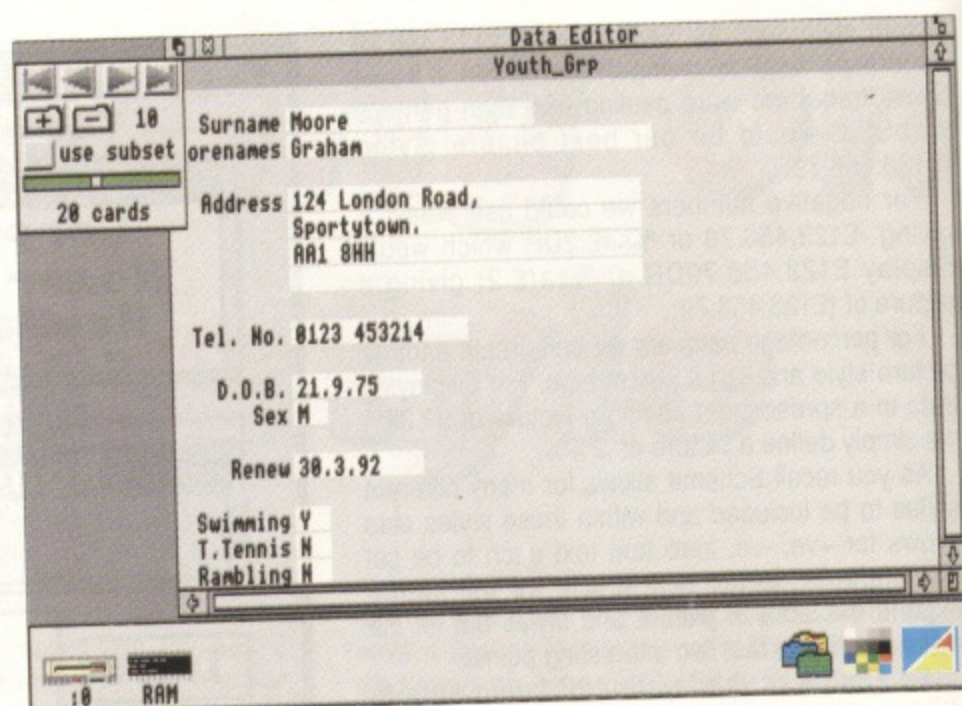 Data Editor
Youth_Grp
10
use subset
20 cards
Surname Moore
orenames Graham
Address 124 London Road,
Sportytown.
AA1 8HH
Tel. No. 0123 453214
D.O.B. 21.9.75
Sex M
Renew 30.3.92
Swimming Y
T.Tennis N
Rambling N
:0 RAM